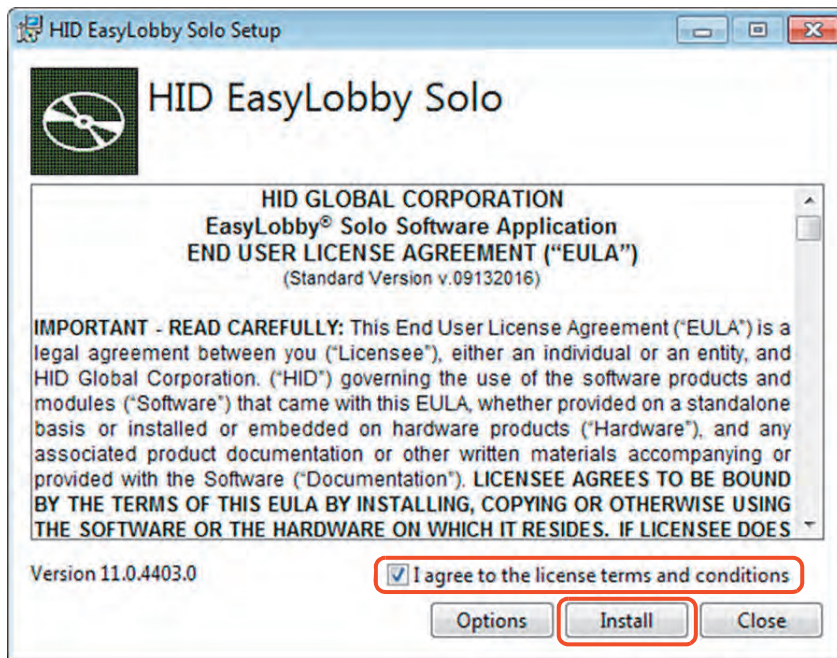 HID EasyLobby Solo Setup
HID EasyLobby Solo
HID GLOBAL CORPORATION
EasyLobby® Solo Software Application
END USER LICENSE AGREEMENT (“EULA”)
(Standard Version v.09132016)
IMPORTANT - READ CAREFULLY: This End User License Agreement (“EULA”) is a
legal agreement between you (“Licensee”), either an individual or an entity, and
HID Global Corporation. (“HID”) governing the use of the software products and
modules (“Software”) that came with this EULA, whether provided on a standalone
basis or installed or embedded on hardware products (“Hardware”), and any
associated product documentation or other written materials accompanying or
provided with the Software (“Documentation”). LICENSEE AGREES TO BE BOUND
BY THE TERMS OF THIS EULA BY INSTALLING, COPYING OR OTHERWISE USING
THE SOFTWARE OR THE HARDWARE ON WHICH IT RESIDES. IF LICENSEE DOES
Version 11.0.4403.0
I agree to the license terms and conditions
Options
Install
Close